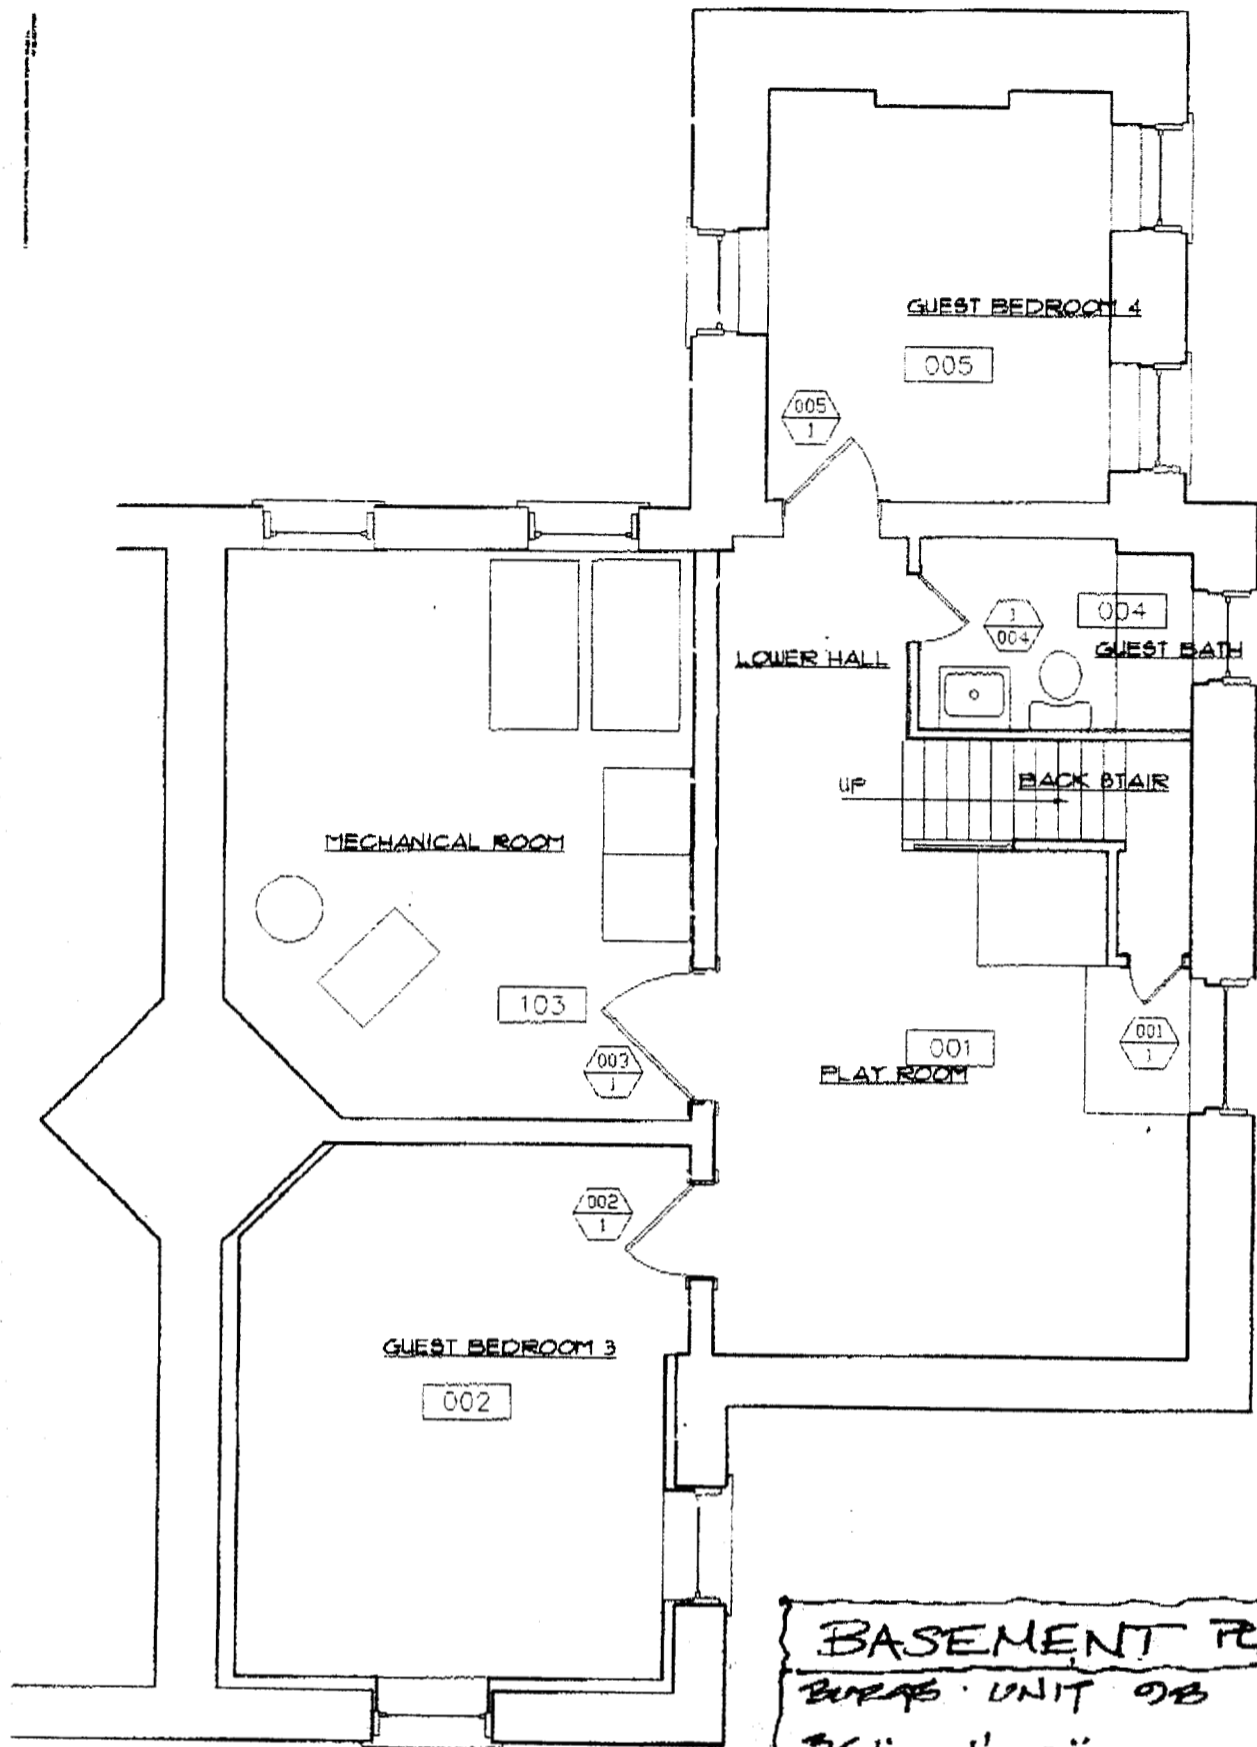 GUEST BEDROOM 4
005
005
1
004
1
004
GUEST BATH
LOWER HALL
UP
BACK STAIR
MECHANICAL ROOM
103
003
1
001
PLAY ROOM
001
1
002
1
GUEST BEDROOM 3
002
BASEMENT
UNIT 9B